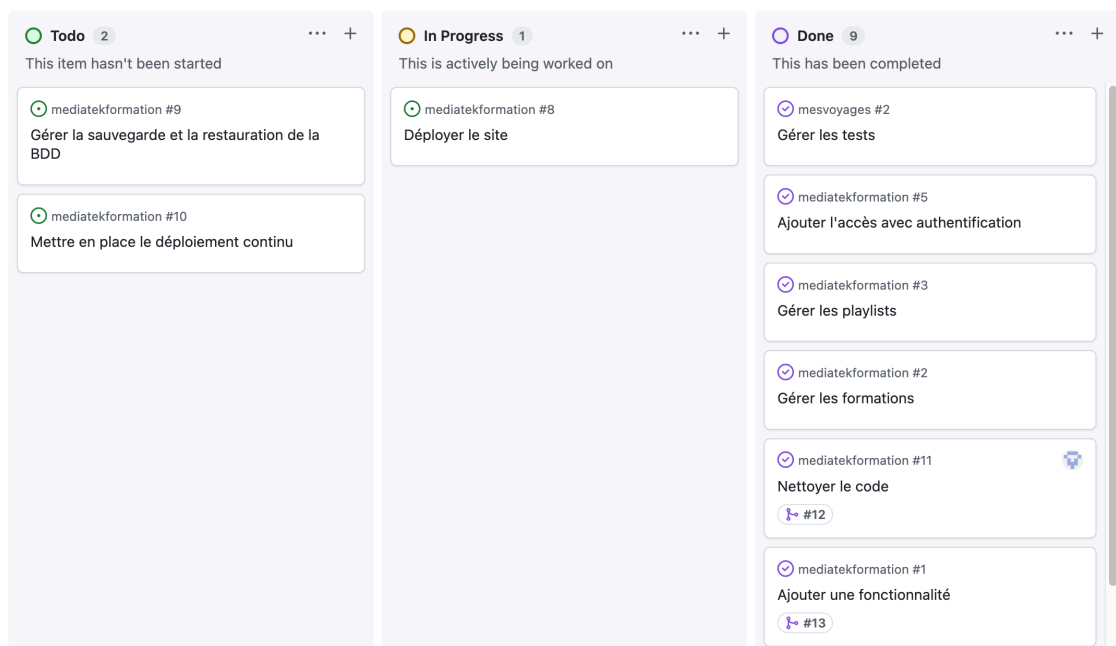 Todo 2
This item hasn't been started
mediatekformation #9
Gérer la sauvegarde et la restauration de la
BDD
mediatekformation #10
Mettre en place le déploiement continu
In Progress 1
This is actively being worked on
mediatekformation #8
Déployer le site
Done 9
This has been completed
mesvoyages #2
Gérer les tests
mediatekformation #5
Ajouter l'accès avec authentification
mediatekformation #3
Gérer les playlists
mediatekformation #2
Gérer les formations
mediatekformation #11
Nettoyer le code
#12
mediatekformation #1
Ajouter une fonctionnalité
#13